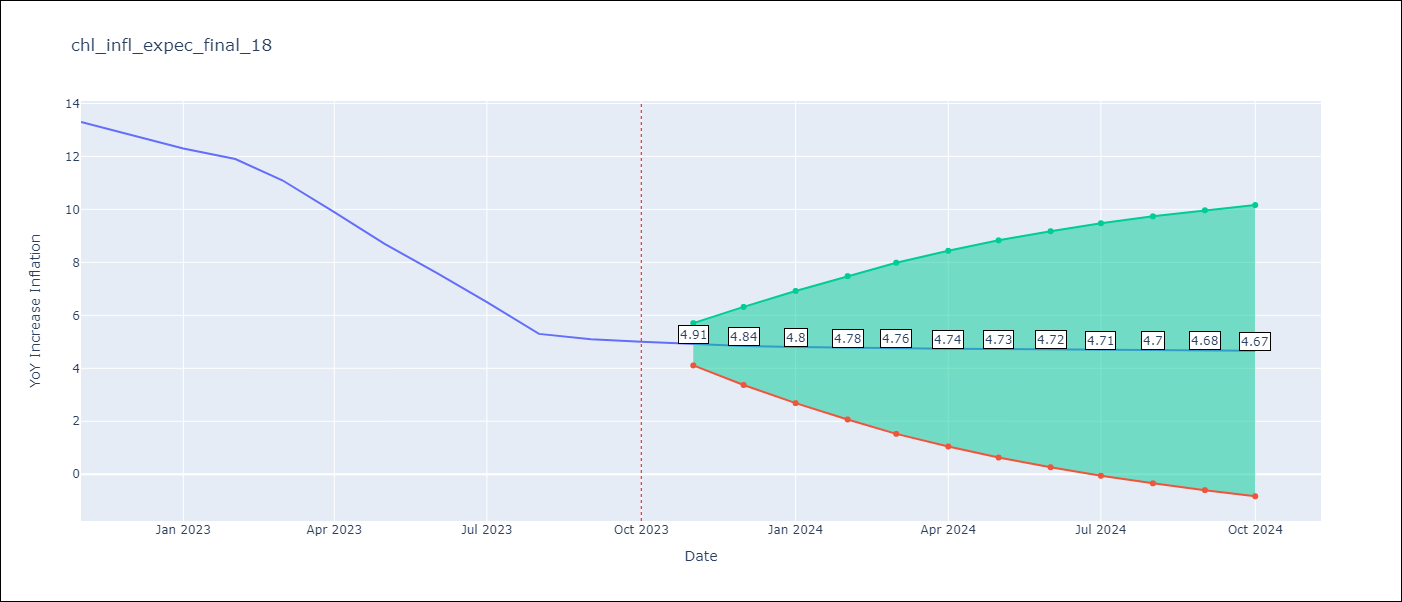 chl_infl_expec_final_18
YoY Increase Inflation
14
12
10
8
6
4
2
0
4.91
4.84
4.8
4.78
4.76
4.74
4.73
4.72
4.71
4.7
4.68
4.67
Jan 2023
Apr 2023
Jul 2023
Oct 2023
Jan 2024
Apr 2024
Jul 2024
Oct 2024
Date